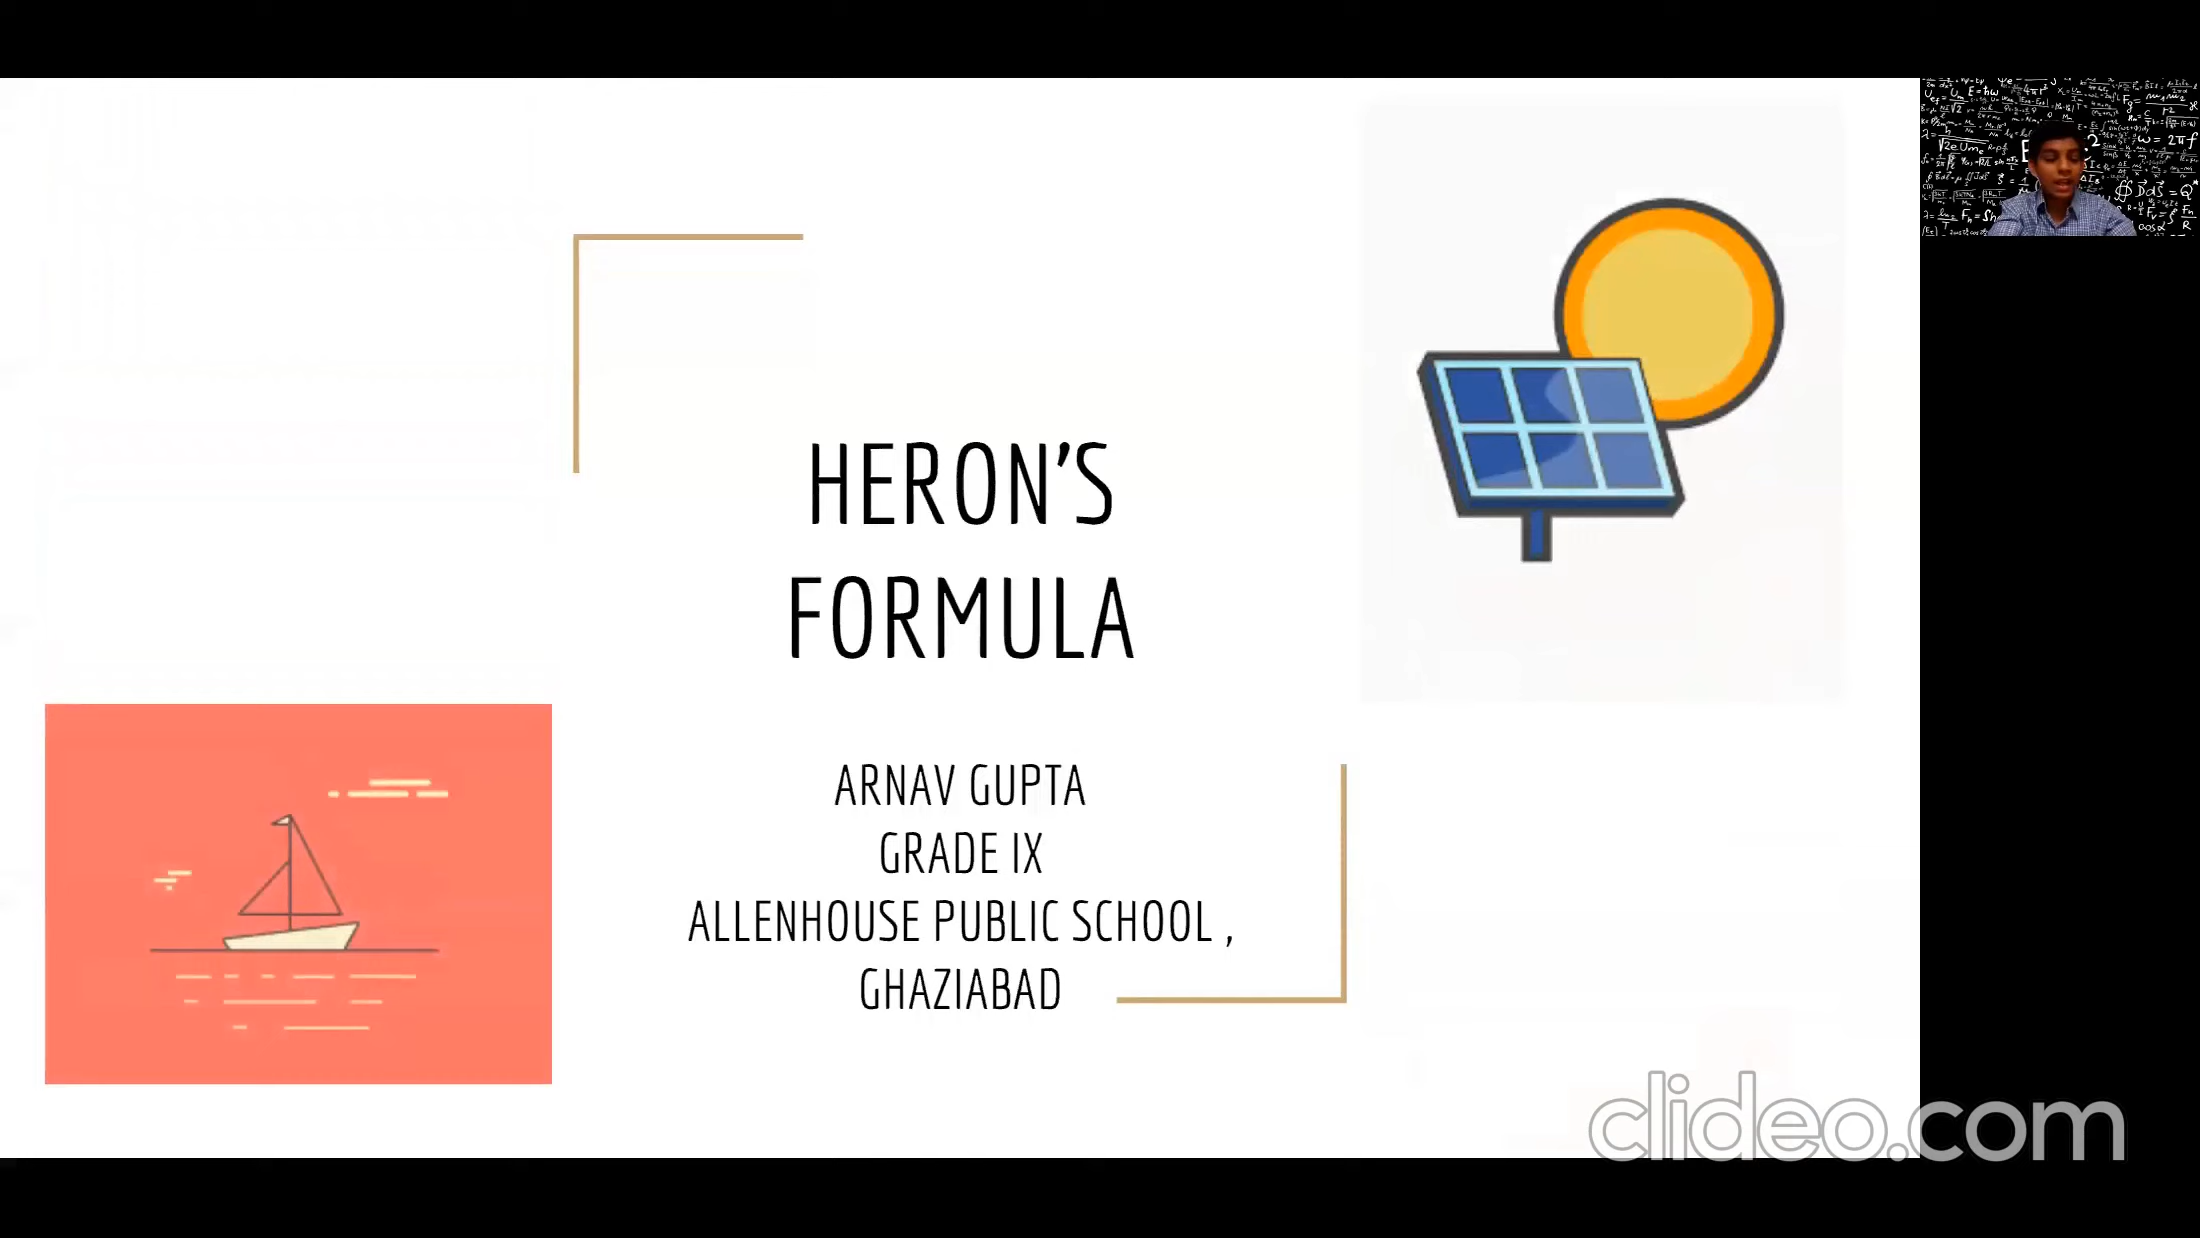 HERON'S
FORMULA
ARNAV GUPTA
GRADE IX
ALLENHOUSE PUBLIC SCHOOL ,
GHAZIABAD
clideo.com